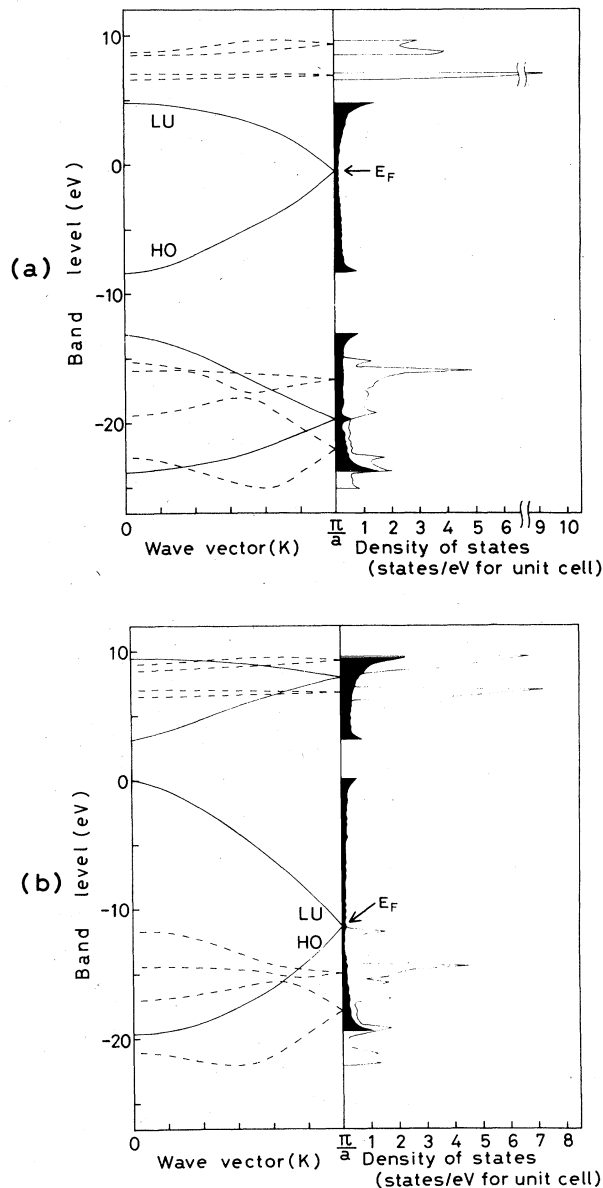 (a)
Band level (eV)
10
0
-10
-20
LU
HO
E_F
0
π/a
1 2 3 4 5 6 9 10
Wave vector(K)
Density of states
(states/eV for unit cell)
(b)
Band level (eV)
10
0
-10
-20
LU
HO
E_F
0
π/a
1 2 3 4 5 6 7 8
Wave vector(K)
Density of states
(states/eV for unit cell)